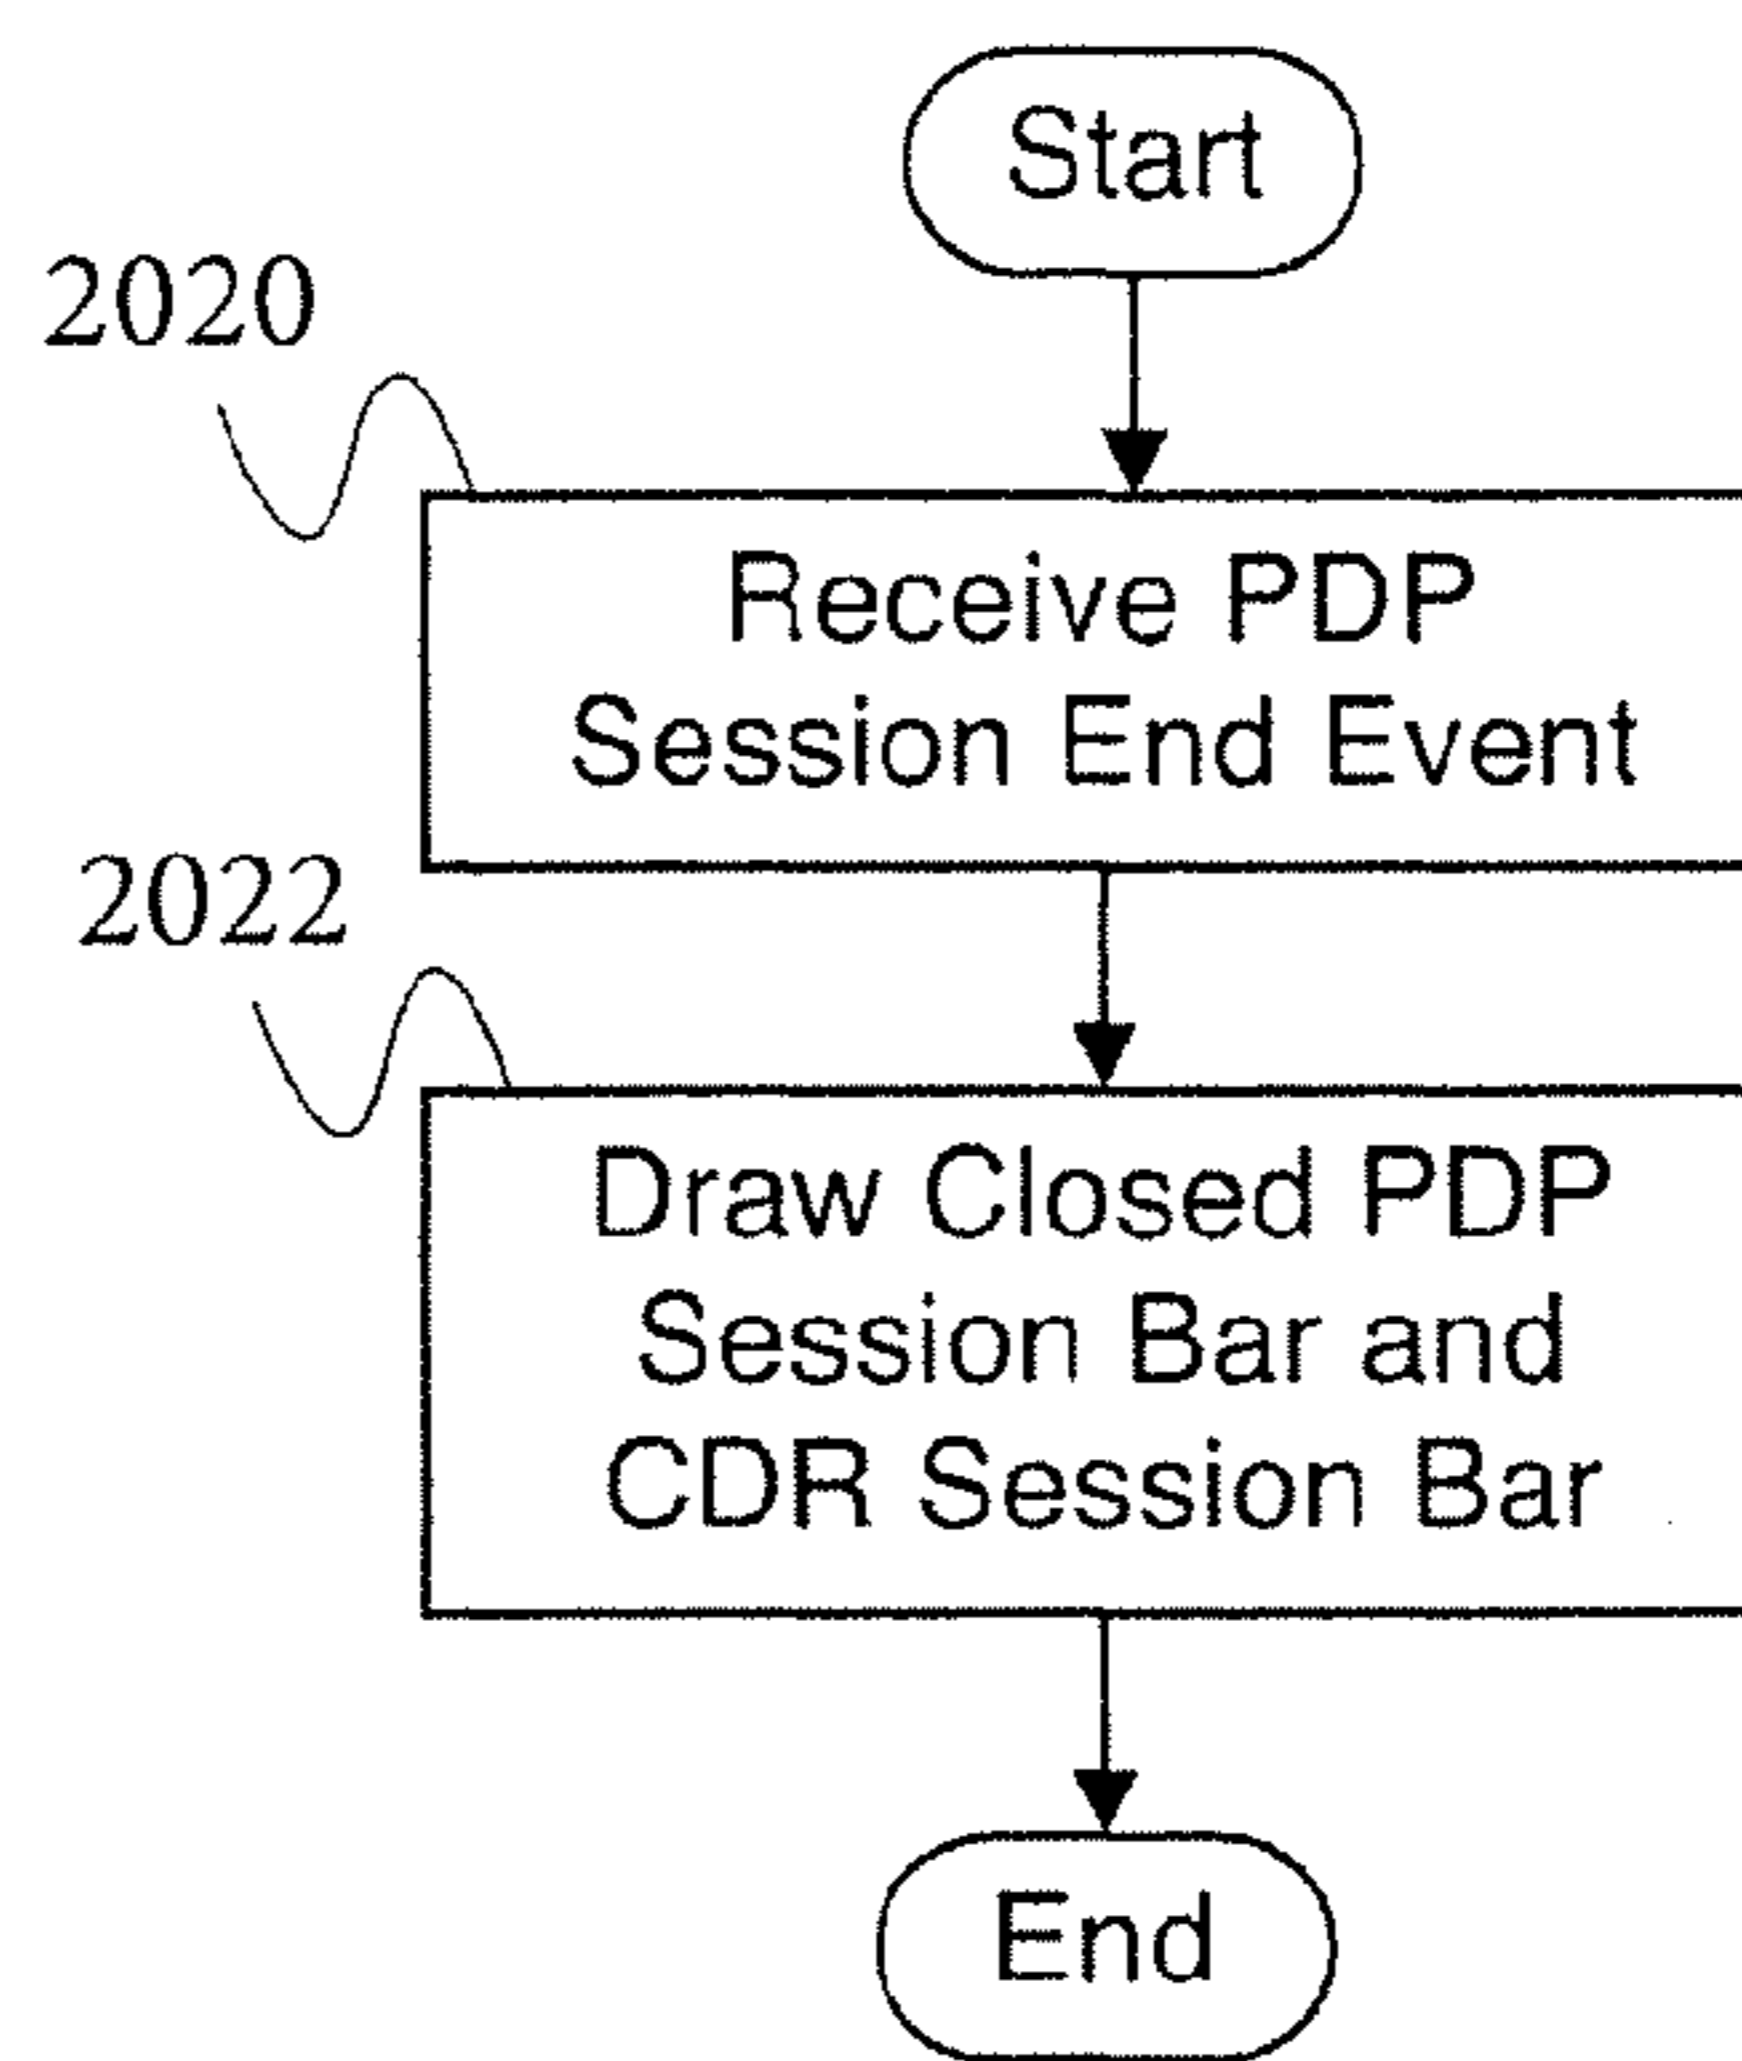 Start
2020
Receive PDP
Session End Event
2022
Draw Closed PDP
Session Bar and
CDR Session Bar
End